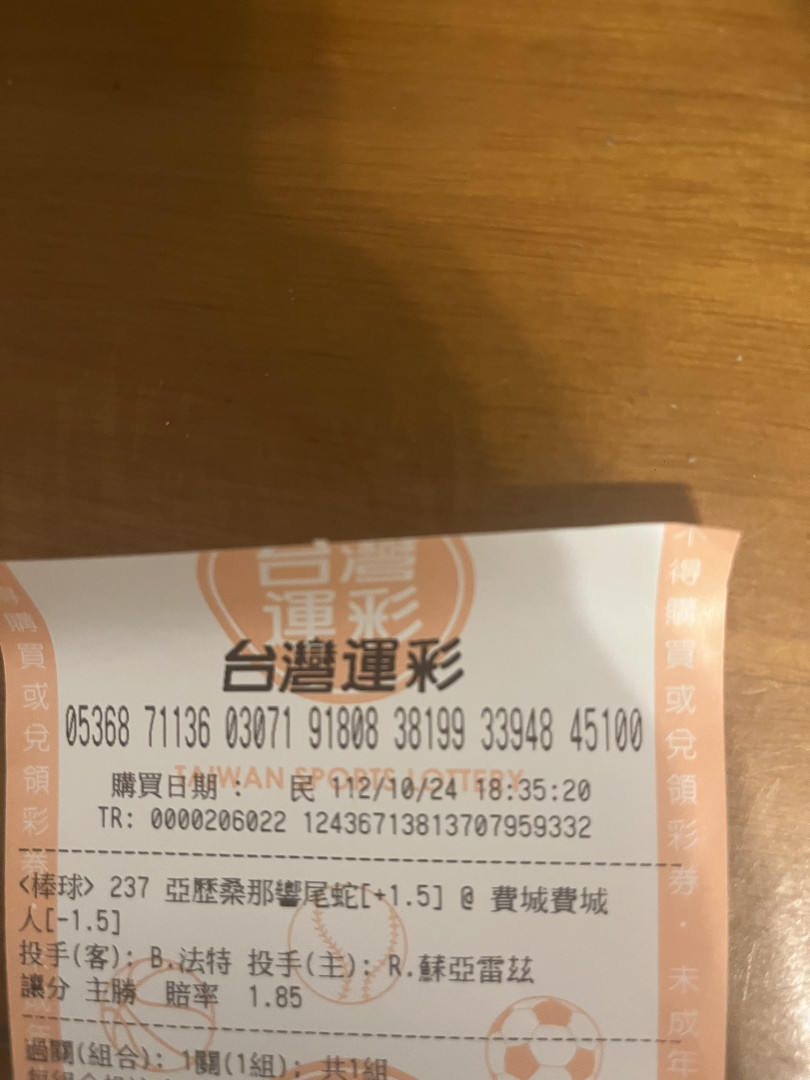 台灣
運彩
台灣運彩
05368 71136 03071 91808 38199 33948 45100
TAIWAN SPORTS LOTTERY
購買日期 : 民 112/10/24 18:35:20
TR: 0000206022 12436713813707959332
<棒球> 237 亞歷桑那響尾蛇[+1.5] @ 費城費城
人[-1.5]
投手(客): B.法特 投手(主): R.蘇亞雷茲
讓分 主勝 賠率 1.85
過關(組合): 1關(1組); 共1組
得購買或兌領彩券
不得購買或兌領彩券．未成年